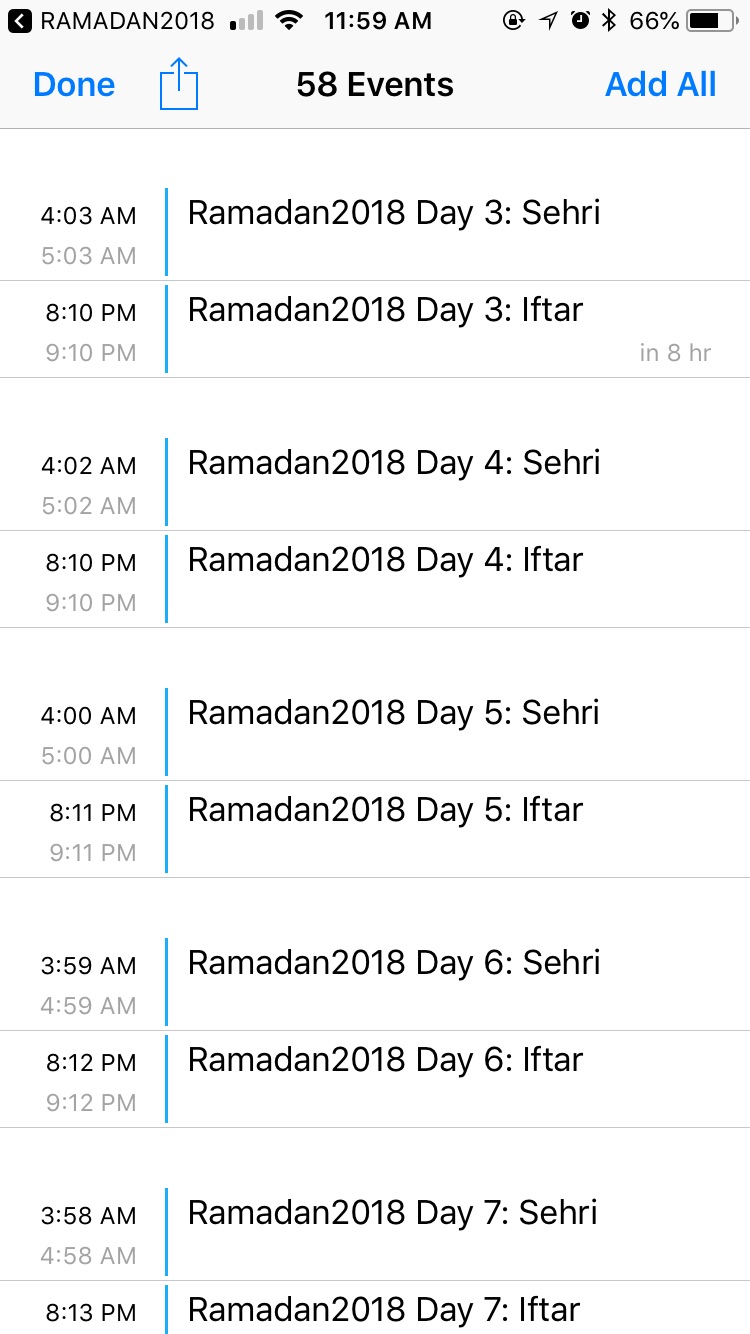 RAMADAN2018 11:59 AM 66%
Done 58 Events Add All
4:03 AM Ramadan2018 Day 3: Sehri
5:03 AM
8:10 PM Ramadan2018 Day 3: Iftar
9:10 PM in 8 hr
4:02 AM Ramadan2018 Day 4: Sehri
5:02 AM
8:10 PM Ramadan2018 Day 4: Iftar
9:10 PM
4:00 AM Ramadan2018 Day 5: Sehri
5:00 AM
8:11 PM Ramadan2018 Day 5: Iftar
9:11 PM
3:59 AM Ramadan2018 Day 6: Sehri
4:59 AM
8:12 PM Ramadan2018 Day 6: Iftar
9:12 PM
3:58 AM Ramadan2018 Day 7: Sehri
4:58 AM
8:13 PM Ramadan2018 Day 7: Iftar